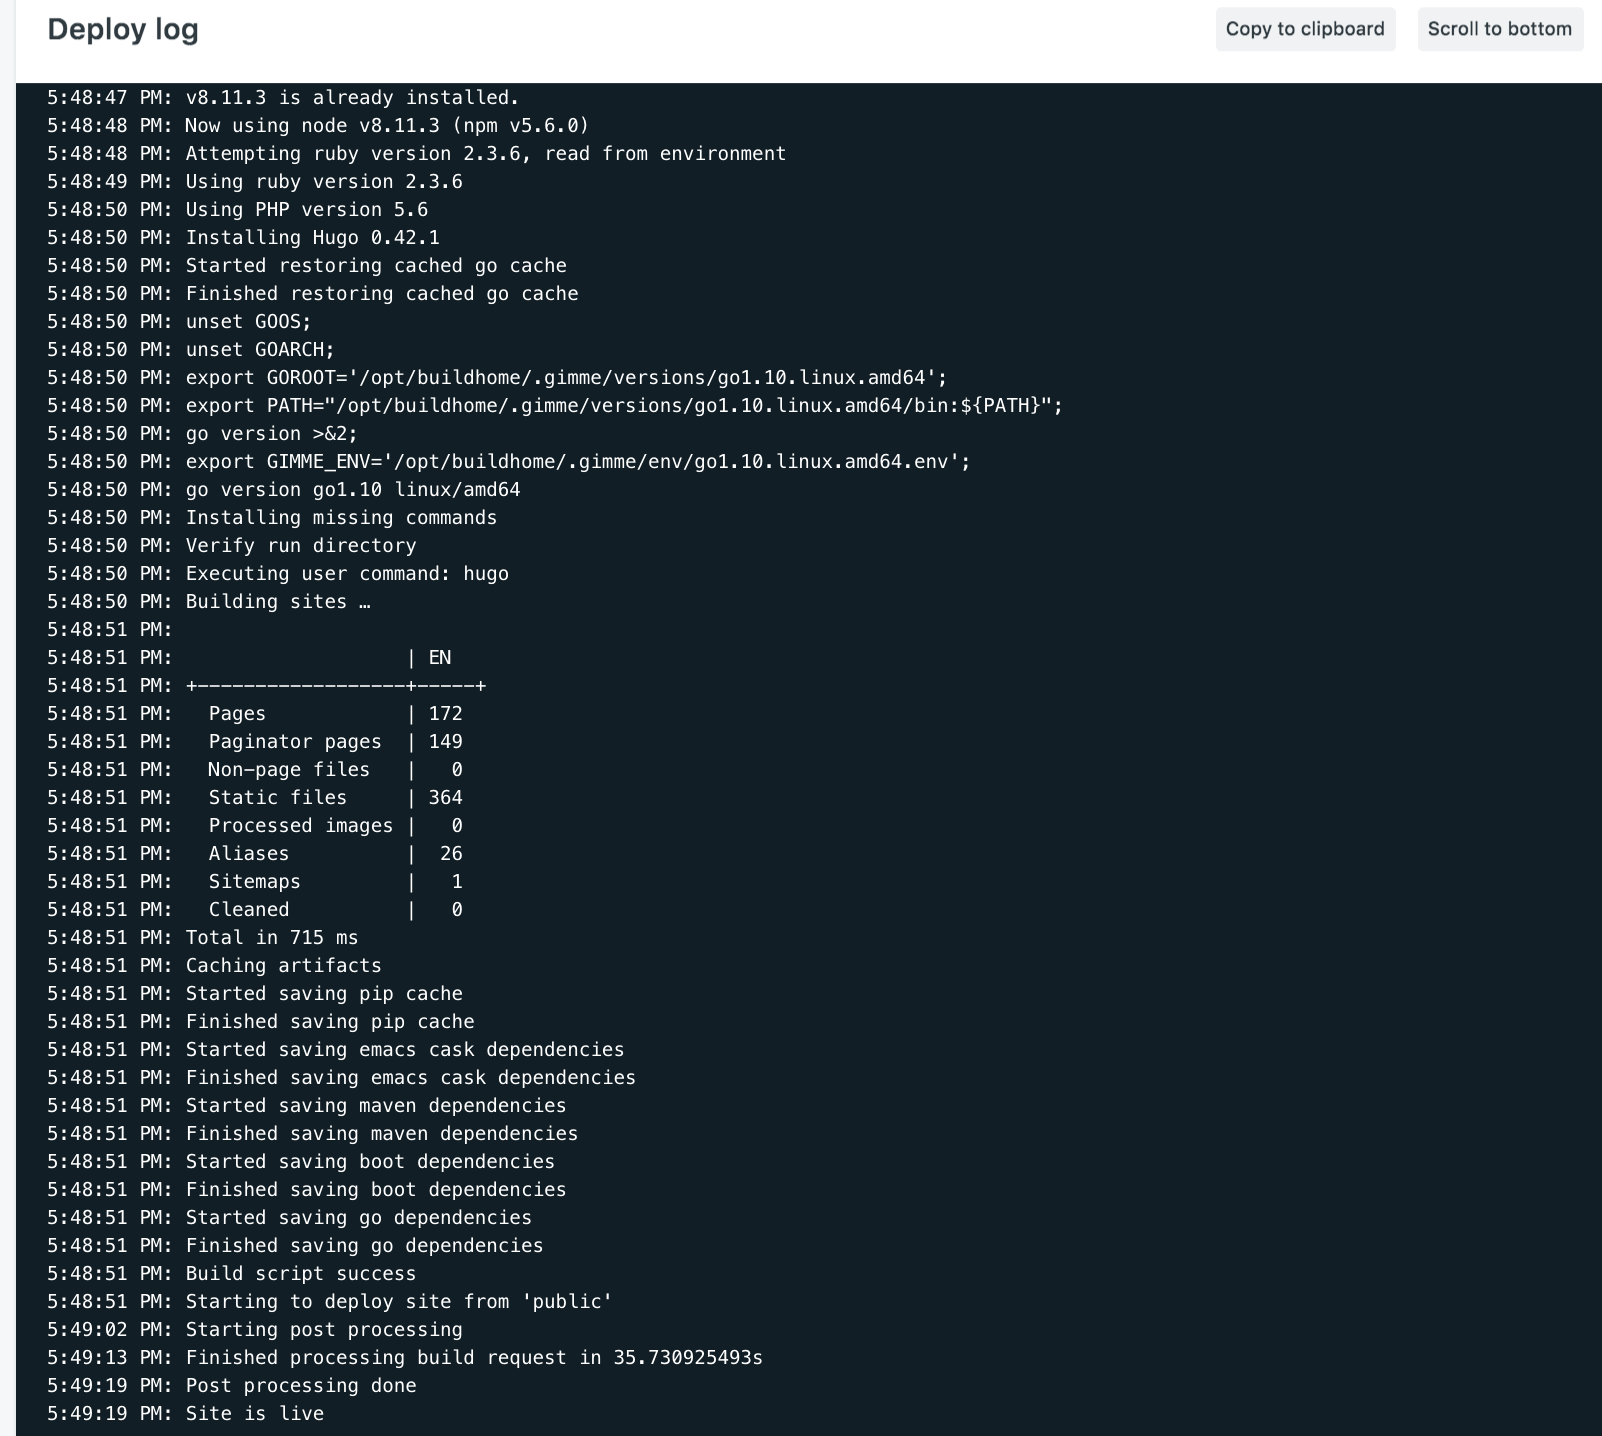 Deploy log
Copy to clipboard
Scroll to bottom
5:48:47 PM: v8.11.3 is already installed.
5:48:48 PM: Now using node v8.11.3 (npm v5.6.0)
5:48:48 PM: Attempting ruby version 2.3.6, read from environment
5:48:49 PM: Using ruby version 2.3.6
5:48:50 PM: Using PHP version 5.6
5:48:50 PM: Installing Hugo 0.42.1
5:48:50 PM: Started restoring cached go cache
5:48:50 PM: Finished restoring cached go cache
5:48:50 PM: unset GOOS;
5:48:50 PM: unset GOARCH;
5:48:50 PM: export GOROOT='/opt/buildhome/.gimme/versions/go1.10.linux.amd64';
5:48:50 PM: export PATH="/opt/buildhome/.gimme/versions/go1.10.linux.amd64/bin:${PATH}";
5:48:50 PM: go version >&2;
5:48:50 PM: export GIMME_ENV='/opt/buildhome/.gimme/env/go1.10.linux.amd64.env';
5:48:50 PM: go version go1.10 linux/amd64
5:48:50 PM: Installing missing commands
5:48:50 PM: Verify run directory
5:48:50 PM: Executing user command: hugo
5:48:50 PM: Building sites …
5:48:51 PM:
5:48:51 PM:                    | EN
5:48:51 PM: +------------------+-----+
5:48:51 PM:   Pages            | 172
5:48:51 PM:   Paginator pages  | 149
5:48:51 PM:   Non-page files   |   0
5:48:51 PM:   Static files     | 364
5:48:51 PM:   Processed images |   0
5:48:51 PM:   Aliases          |  26
5:48:51 PM:   Sitemaps         |   1
5:48:51 PM:   Cleaned          |   0
5:48:51 PM: Total in 715 ms
5:48:51 PM: Caching artifacts
5:48:51 PM: Started saving pip cache
5:48:51 PM: Finished saving pip cache
5:48:51 PM: Started saving emacs cask dependencies
5:48:51 PM: Finished saving emacs cask dependencies
5:48:51 PM: Started saving maven dependencies
5:48:51 PM: Finished saving maven dependencies
5:48:51 PM: Started saving boot dependencies
5:48:51 PM: Finished saving boot dependencies
5:48:51 PM: Started saving go dependencies
5:48:51 PM: Finished saving go dependencies
5:48:51 PM: Build script success
5:48:51 PM: Starting to deploy site from 'public'
5:49:02 PM: Starting post processing
5:49:13 PM: Finished processing build request in 35.730925493s
5:49:19 PM: Post processing done
5:49:19 PM: Site is live